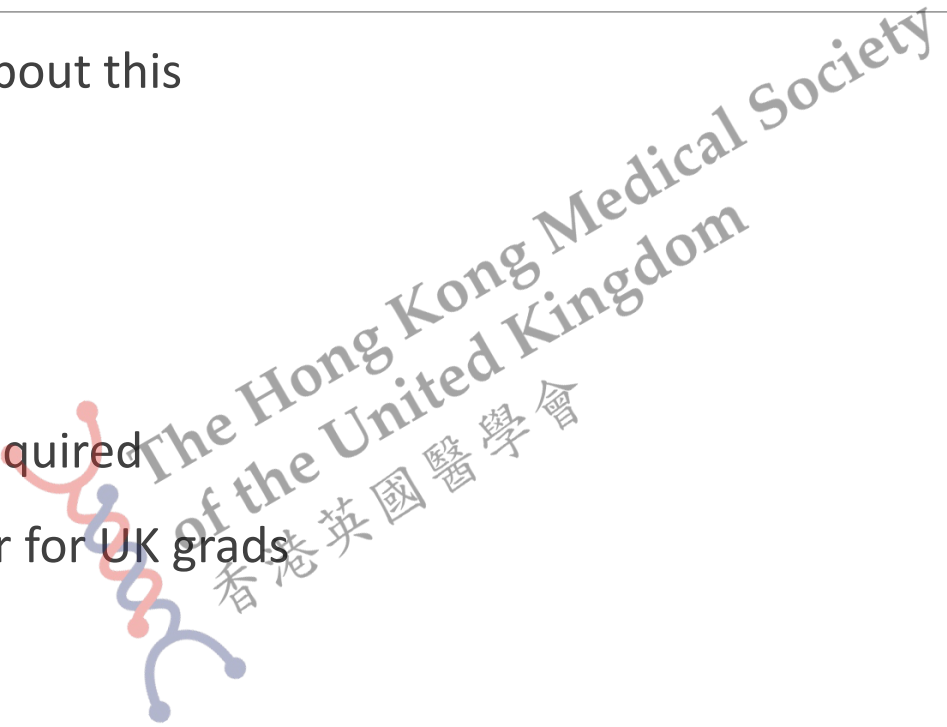 about this
The Hong Kong Medical Society
of the United Kingdom
香港英國醫學會
quired
r for UK grads